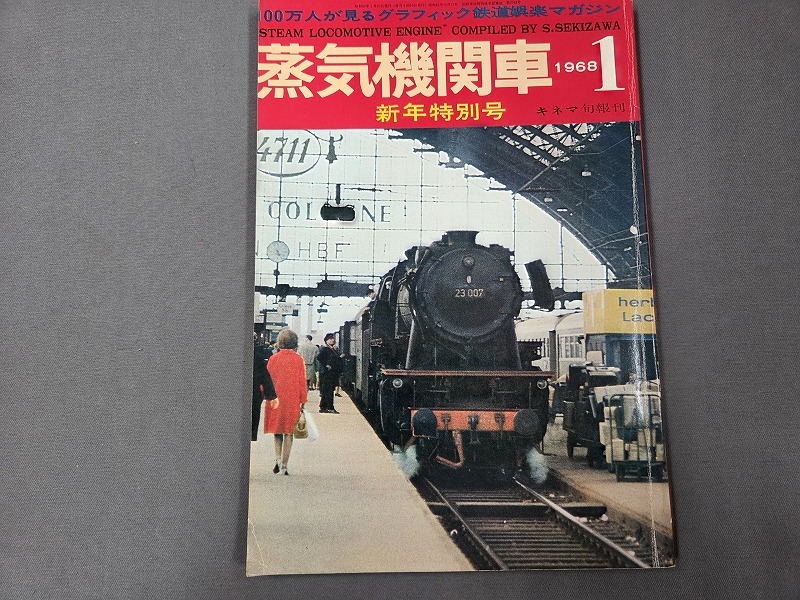 100万人が見るグラフィック鉄道娯楽マガジン
"STEAM LOCOMOTIVE ENGINE" COMPILED BY S.SEKIZAWA
蒸気機関車 1968 1
新年特別号
キネマ旬報刊
4711
COLOGNE
HBF
23 007
herl
Lac